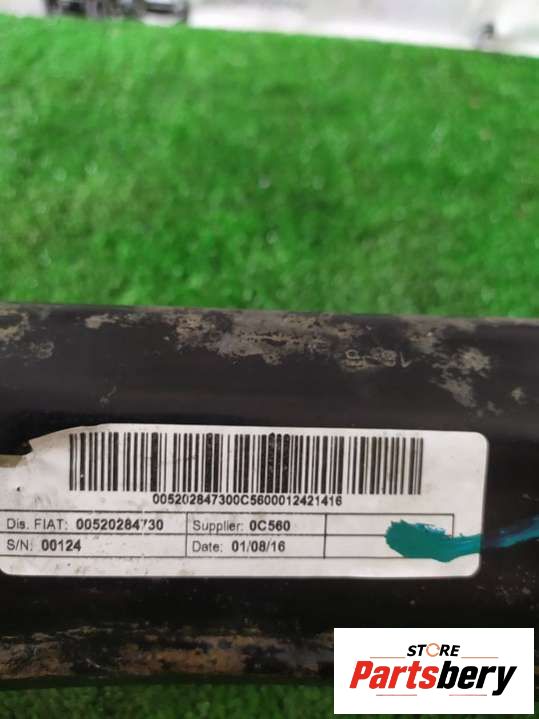 005202847300C5600012421416
Dis. FIAT: 00520284730 Supplier: 0C560
S/N: 00124 Date: 01/08/16
STORE
Partsbery